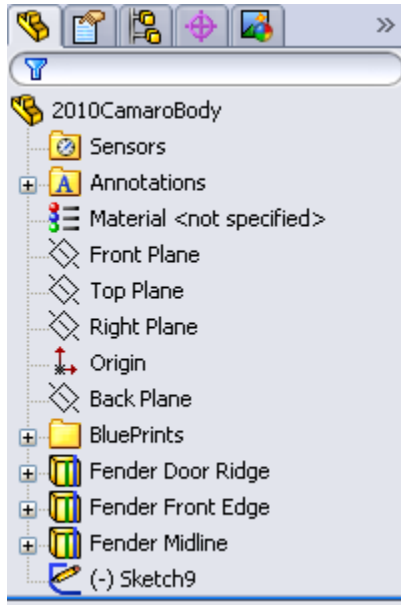 2010CamaroBody
Sensors
Annotations
Material <not specified>
Front Plane
Top Plane
Right Plane
Origin
Back Plane
BluePrints
Fender Door Ridge
Fender Front Edge
Fender Midline
(-) Sketch9